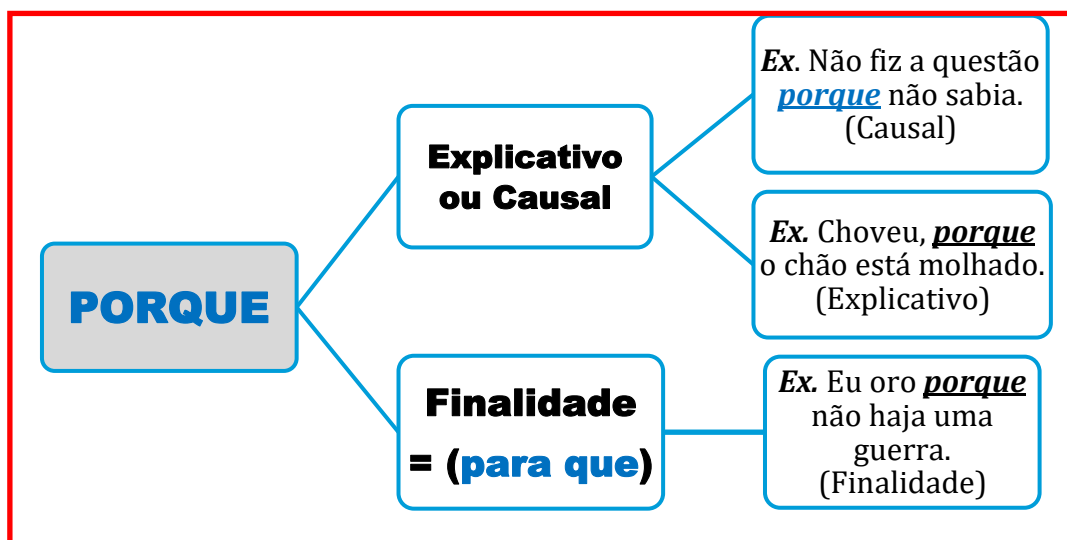 PORQUE
Explicativo
ou Causal
Ex. Não fiz a questão
porque não sabia.
(Causal)
Ex. Choveu, porque
o chão está molhado.
(Explicativo)
Finalidade
= (para que)
Ex. Eu oro porque
não haja uma
guerra.
(Finalidade)